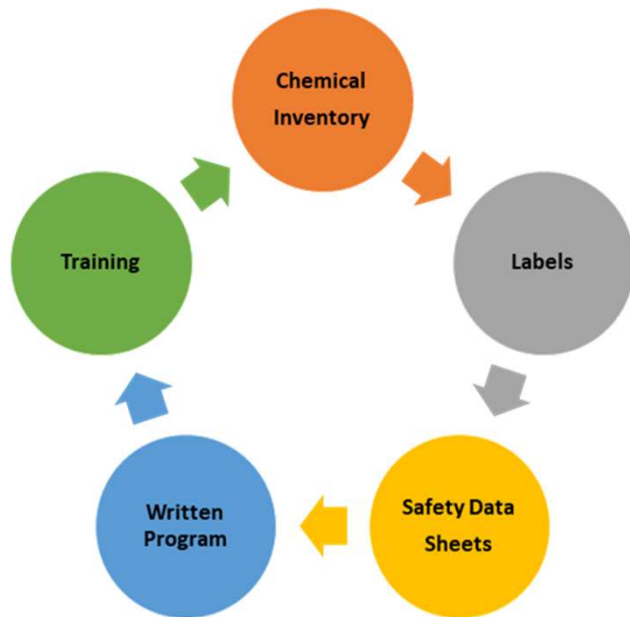 Chemical
Inventory
Labels
Safety Data
Sheets
Written
Program
Training